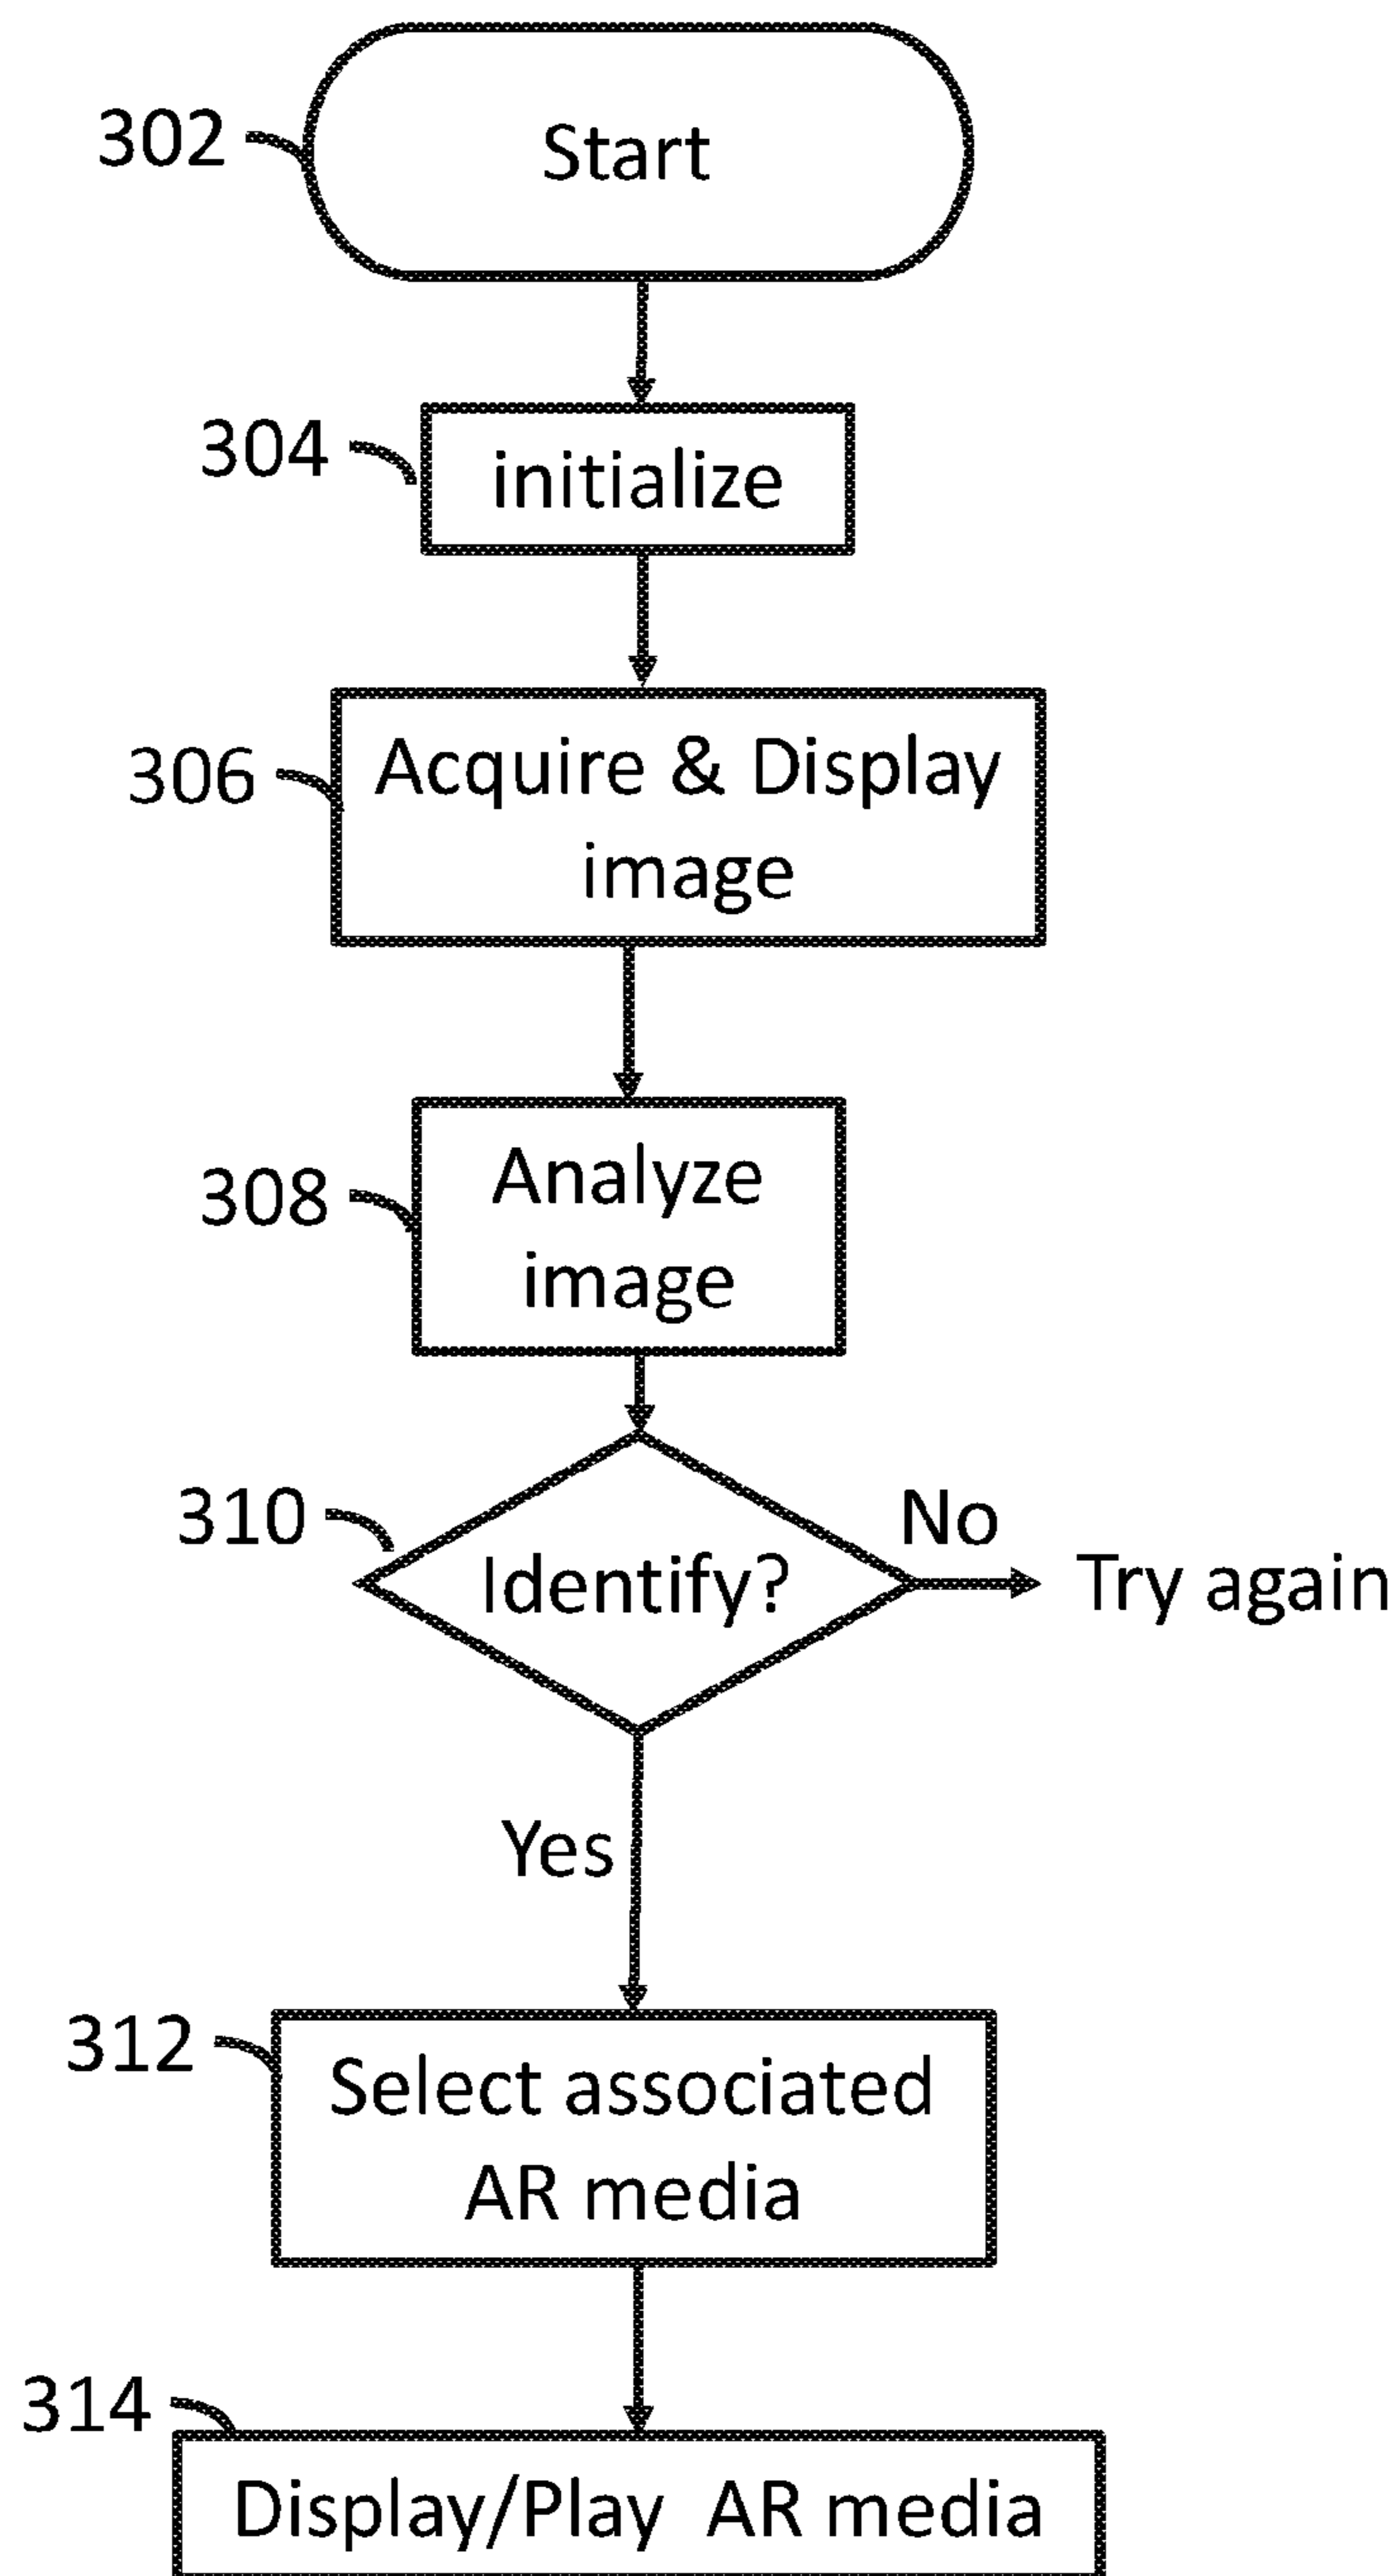 302
Start
304
initialize
306
Acquire & Display
image
308
Analyze
image
310
Identify?
No
Try again
Yes
312
Select associated
AR media
314
Display/Play AR media